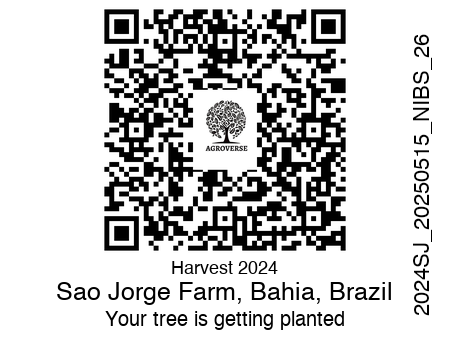 AGROVERSE
Harvest 2024
Sao Jorge Farm, Bahia, Brazil
Your tree is getting planted
2024SJ_20250515_NIBS_26